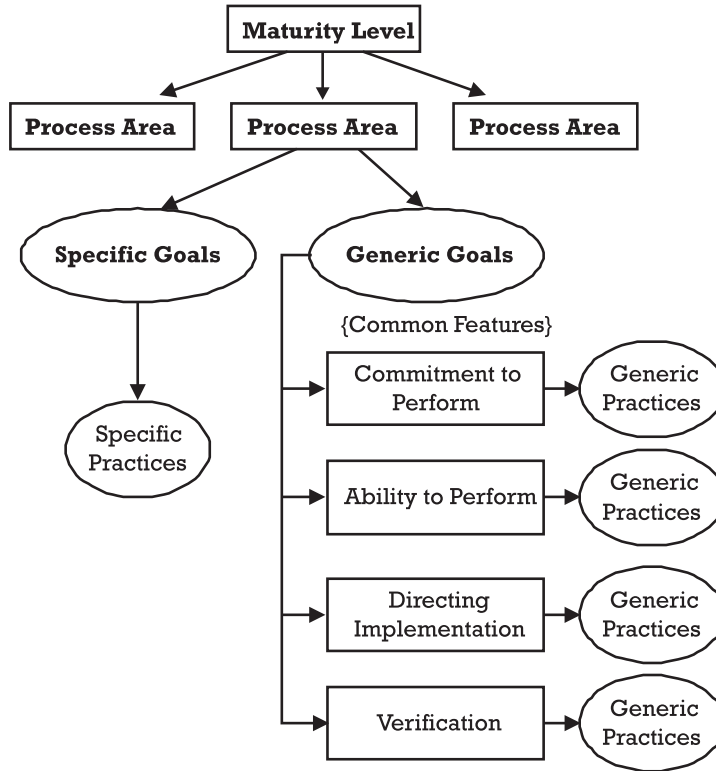 Maturity Level
Process Area
Process Area
Process Area
Specific Goals
Generic Goals
{Common Features}
Specific
Practices
Commitment to
Perform
Generic
Practices
Ability to Perform
Generic
Practices
Directing
Implementation
Generic
Practices
Verification
Generic
Practices